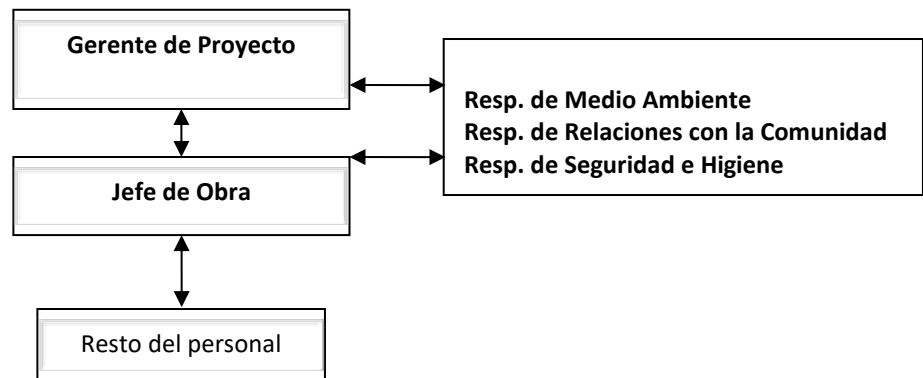 Gerente de Proyecto
Resp. de Medio Ambiente
Resp. de Relaciones con la Comunidad
Resp. de Seguridad e Higiene
Jefe de Obra
Resto del personal